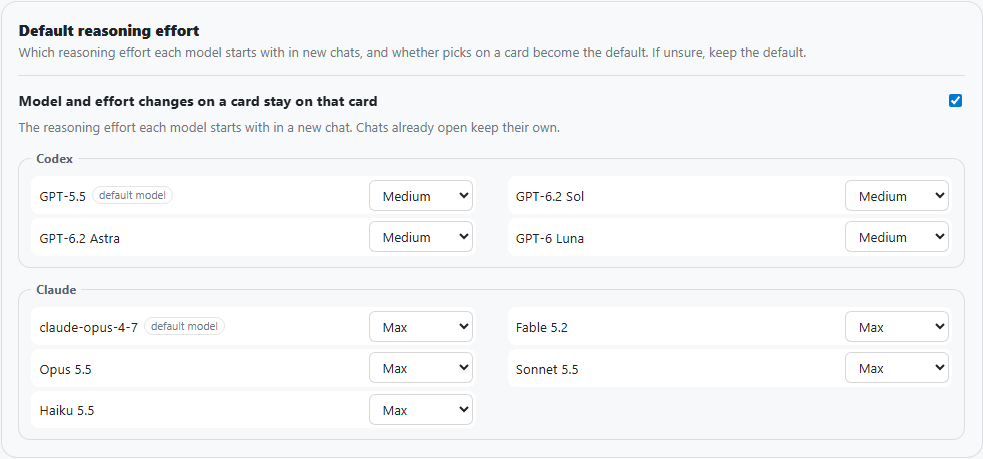 Default reasoning effort
Which reasoning effort each model starts with in new chats, and whether picks on a card become the default. If unsure, keep the default.
Model and effort changes on a card stay on that card
The reasoning effort each model starts with in a new chat. Chats already open keep their own.
Codex
GPT-5.5 default model Medium GPT-6.2 Sol Medium
GPT-6.2 Astra Medium GPT-6 Luna Medium
Claude
claude-opus-4-7 default model Max Fable 5.2 Max
Opus 5.5 Max Sonnet 5.5 Max
Haiku 5.5 Max